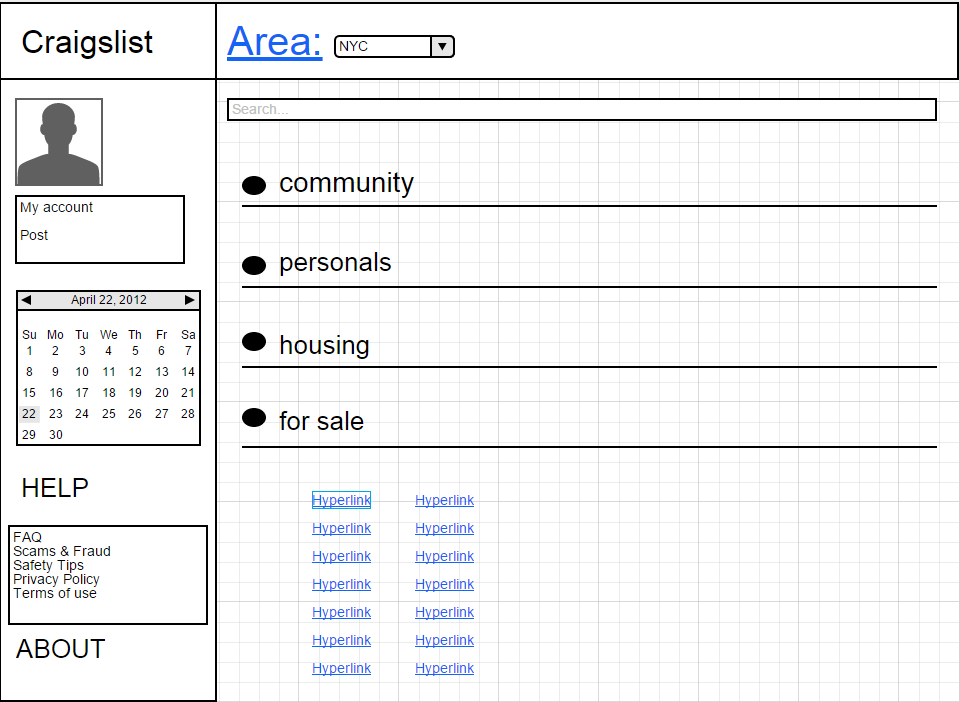 Craigslist
Area: NYC
Search...
My account
Post
April 22, 2012
Su Mo Tu We Th Fr Sa
1 2 3 4 5 6 7
8 9 10 11 12 13 14
15 16 17 18 19 20 21
22 23 24 25 26 27 28
29 30
HELP
FAQ
Scams & Fraud
Safety Tips
Privacy Policy
Terms of use
ABOUT
community
personals
housing
for sale
Hyperlink Hyperlink
Hyperlink Hyperlink
Hyperlink Hyperlink
Hyperlink Hyperlink
Hyperlink Hyperlink
Hyperlink Hyperlink
Hyperlink Hyperlink